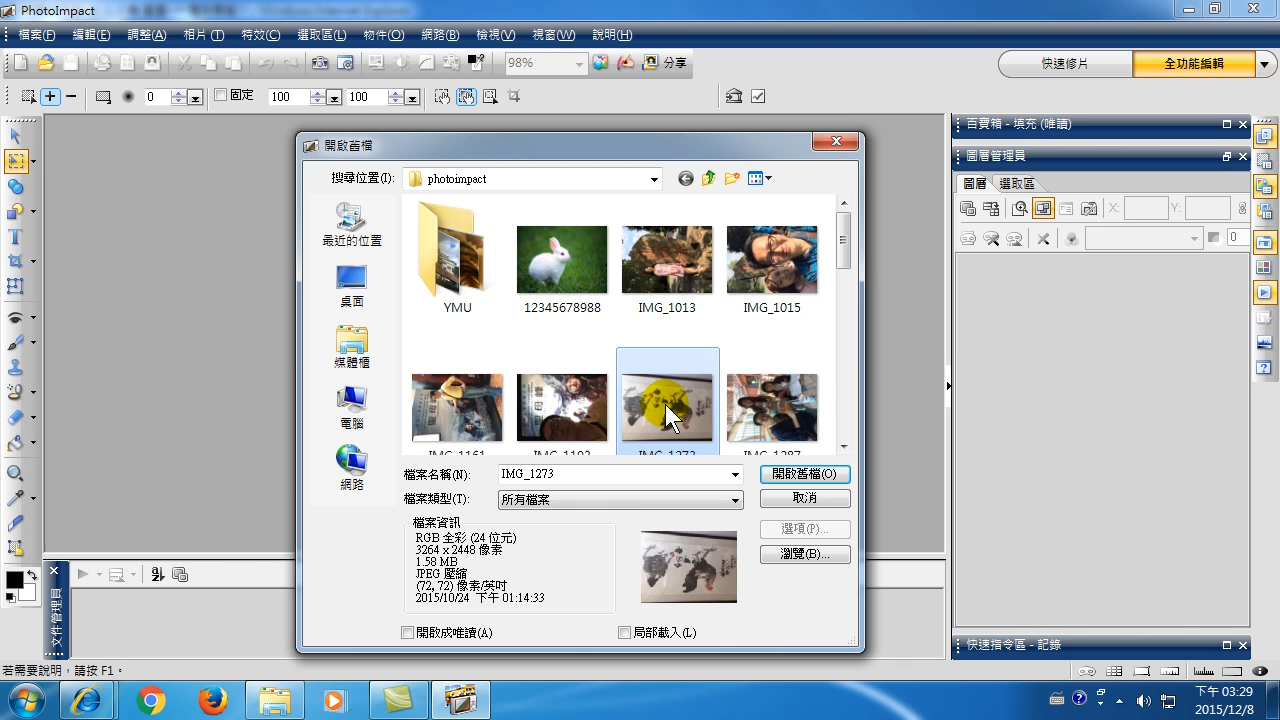 PhotoImpact
檔案(F) 編輯(E) 調整(A) 相片(T) 特效(C) 選取區(L) 物件(O) 網路(B) 檢視(V) 視窗(W) 說明(H)
98% 分享 快速修片 全功能編輯
0 固定 100 100
百寶箱 - 填充 (唯讀)
圖層管理員
圖層 選取區
X: Y:
0
開啟舊檔
搜尋位置(I): photoimpact
最近的位置
桌面
媒體櫃
電腦
網路
YMU 12345678988 IMG_1013 IMG_1015
IMG_1161 IMG_1193 IMG_1273 IMG_1287
檔案名稱(N): IMG_1273 開啟舊檔(O)
檔案類型(T): 所有檔案 取消
檔案資訊
RGB 全彩 (24 位元)
3264 x 2448 像素
1.58 MB
JPEG 壓縮
(72, 72) 像素/英吋
2015/10/24 下午 01:14:33
選項(P)...
瀏覽(B)...
開啟成唯讀(A) 局部載入(L)
文件管理員
快速指令區 - 記錄
若需要說明，請按 F1。
下午 03:29
2015/12/8